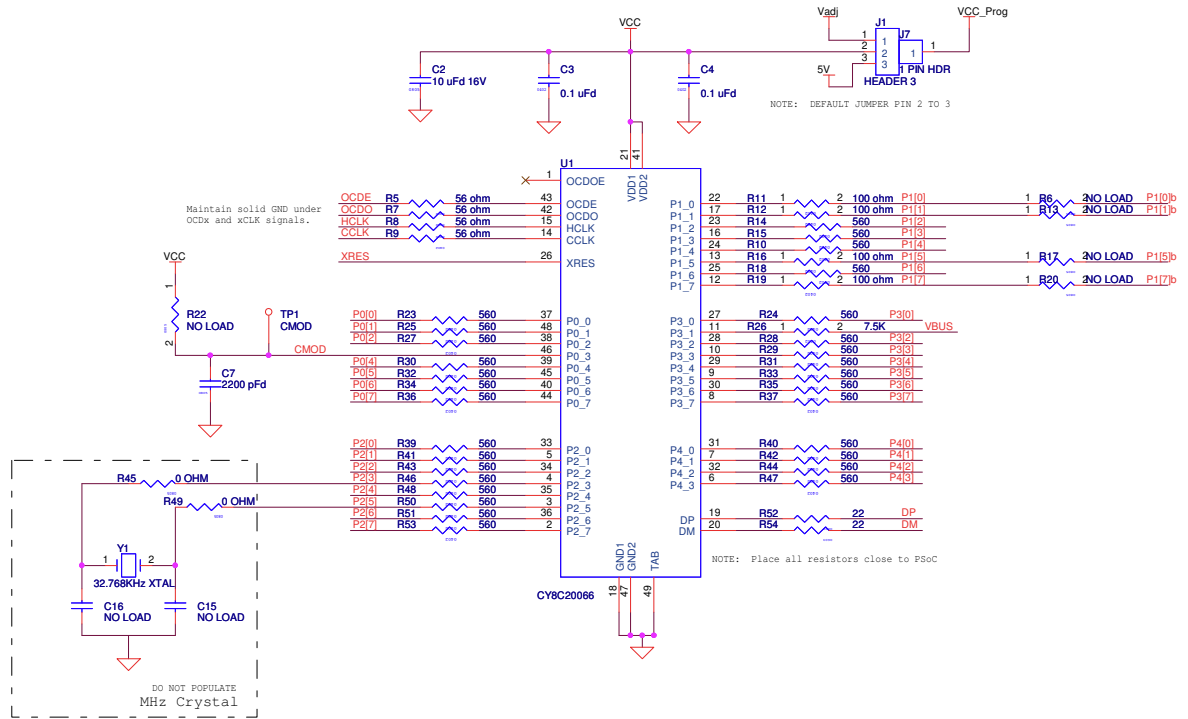 VCC
Vadj
VCC_Prog
J1
J7
1
2
3
1
2
3
1
1
5V
1 PIN HDR
HEADER 3
NOTE: DEFAULT JUMPER PIN 2 TO 3
C2
10 uFd 16V
C3
0.1 uFd
C4
0.1 uFd
21
41
U1
VDD1
VDD2
1 OCDOE
Maintain solid GND under
OCDx and xCLK signals.
OCDE R5 56 ohm 43 OCDE
OCDO R7 56 ohm 42 OCDO
HCLK R8 56 ohm 15 HCLK
CCLK R9 56 ohm 14 CCLK
XRES 26 XRES
P1_0 22 R11 1 2 100 ohm P1[0] 1 R6 2 NO LOAD P1[0]b
P1_1 17 R12 1 2 100 ohm P1[1] 1 R13 2 NO LOAD P1[1]b
P1_2 23 R14 560 P1[2]
P1_3 16 R15 560 P1[3]
P1_4 24 R10 560 P1[4]
P1_5 13 R16 1 2 100 ohm P1[5] 1 R17 2 NO LOAD P1[5]b
P1_6 25 R18 560 P1[6]
P1_7 12 R19 1 2 100 ohm P1[7] 1 R20 2 NO LOAD P1[7]b
VCC
1
R22
NO LOAD
2
TP1
CMOD
CMOD
C7
2200 pFd
P0[0] R23 560 37 P0_0
P0[1] R25 560 48 P0_1
P0[2] R27 560 38 P0_2
46 P0_3
P0[4] R30 560 39 P0_4
P0[5] R32 560 45 P0_5
P0[6] R34 560 40 P0_6
P0[7] R36 560 44 P0_7
P3_0 27 R24 560 P3[0]
P3_1 11 R26 1 2 7.5K VBUS
P3_2 28 R28 560 P3[2]
P3_3 10 R29 560 P3[3]
P3_4 29 R31 560 P3[4]
P3_5 9 R33 560 P3[5]
P3_6 30 R35 560 P3[6]
P3_7 8 R37 560 P3[7]
P2[0] R39 560 33 P2_0
P2[1] R41 560 5 P2_1
P2[2] R43 560 34 P2_2
P2[3] R46 560 4 P2_3
P2[4] R48 560 35 P2_4
P2[5] R50 560 3 P2_5
P2[6] R51 560 36 P2_6
P2[7] R53 560 2 P2_7
P4_0 31 R40 560 P4[0]
P4_1 7 R42 560 P4[1]
P4_2 32 R44 560 P4[2]
P4_3 6 R47 560 P4[3]
DP 19 R52 22 DP
DM 20 R54 22 DM
NOTE: Place all resistors close to PSoC
GND1
GND2
TAB
18
47
49
CY8C20066
R45 0 OHM
R49 0 OHM
Y1
1 2
32.768KHz XTAL
C16
NO LOAD
C15
NO LOAD
DO NOT POPULATE
MHz Crystal